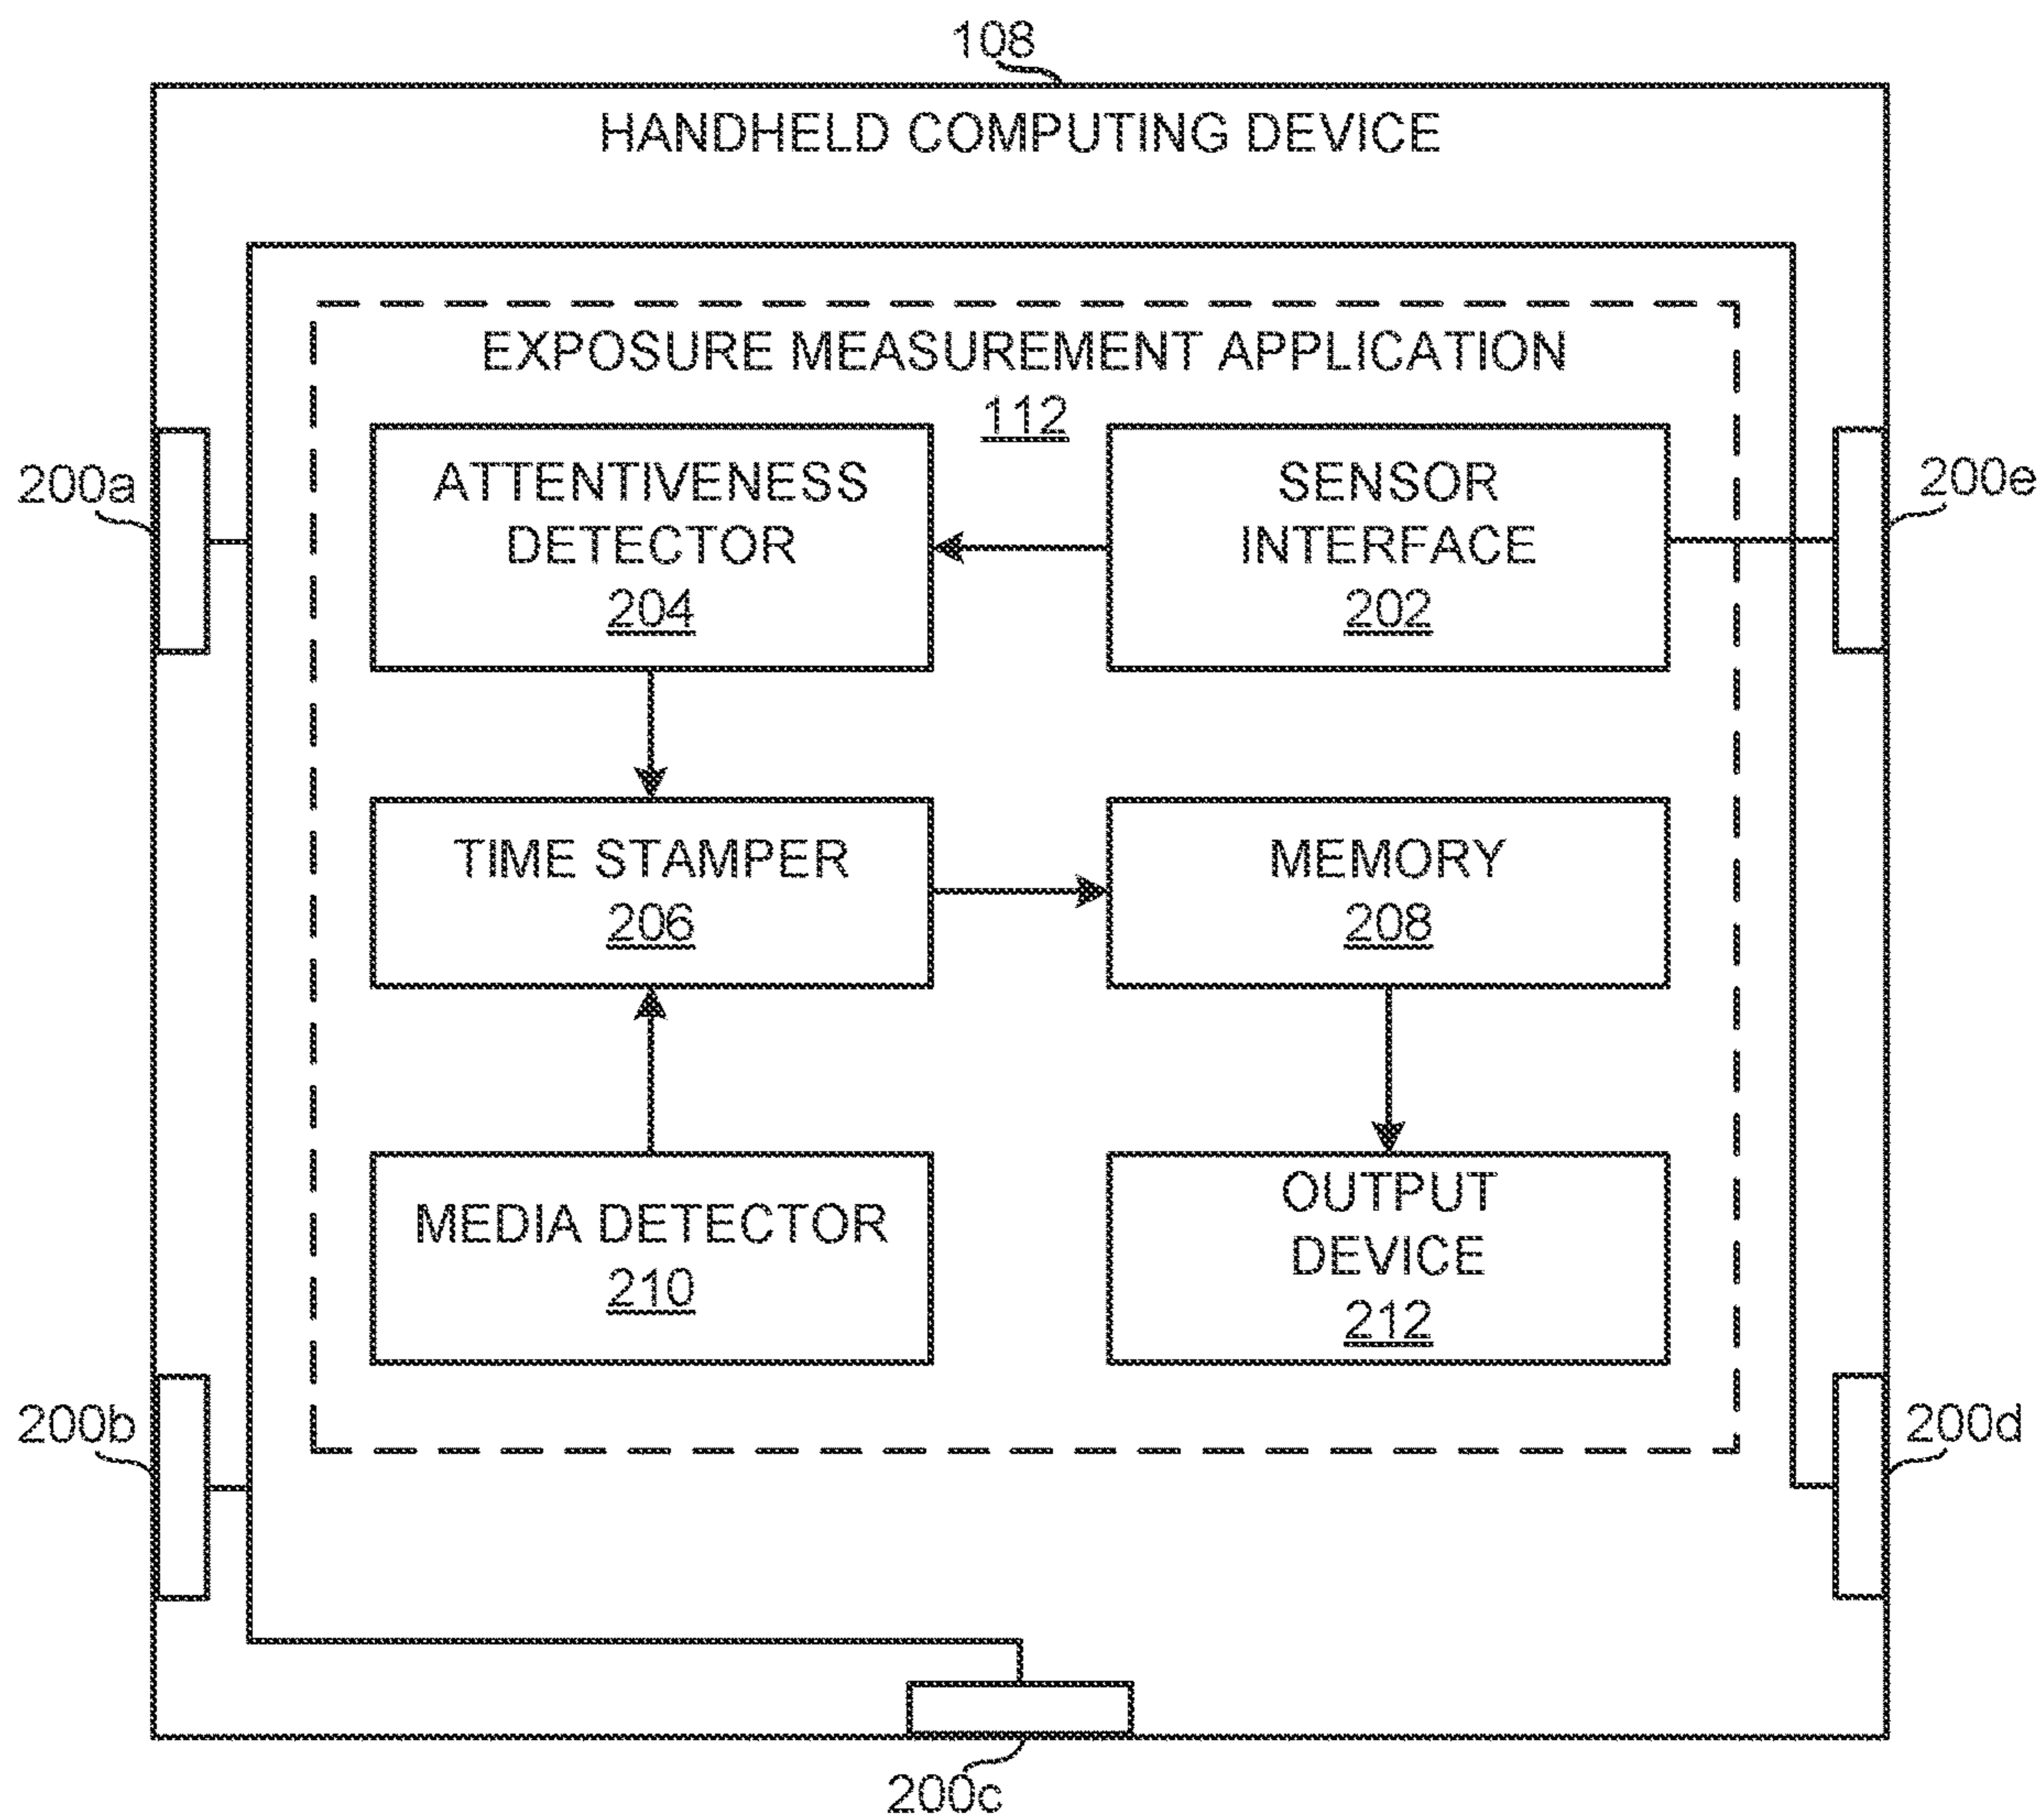 108
HANDHELD COMPUTING DEVICE
EXPOSURE MEASUREMENT APPLICATION
112
200a
ATTENTIVENESS
DETECTOR
204
SENSOR
INTERFACE
202
200e
TIME STAMPER
206
MEMORY
208
MEDIA DETECTOR
210
OUTPUT
DEVICE
212
200b
200d
200c